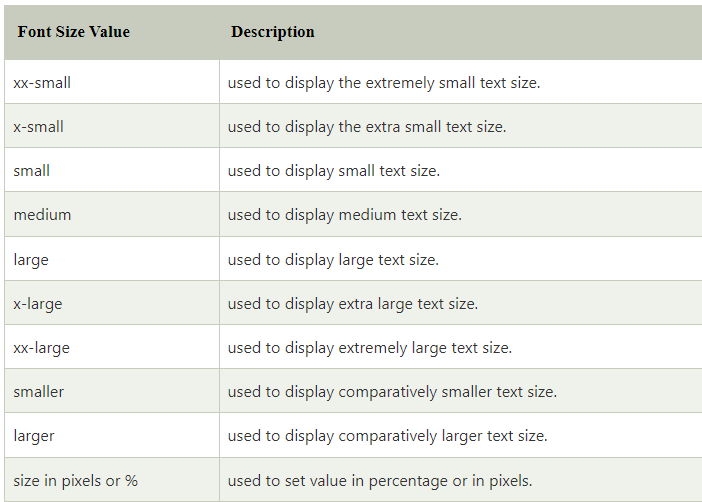 Font Size Value Description
xx-small used to display the extremely small text size.
x-small used to display the extra small text size.
small used to display small text size.
medium used to display medium text size.
large used to display large text size.
x-large used to display extra large text size.
xx-large used to display extremely large text size.
smaller used to display comparatively smaller text size.
larger used to display comparatively larger text size.
size in pixels or % used to set value in percentage or in pixels.